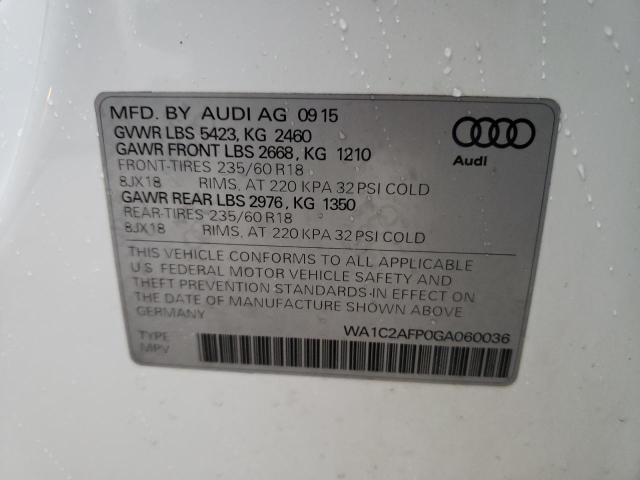 MFD. BY AUDI AG 09 15
GVWR LBS 5423, KG 2460
GAWR FRONT LBS 2668, KG 1210
FRONT-TIRES 235/60 R18
8JX18 RIMS, AT 220 KPA 32 PSI COLD
GAWR REAR LBS 2976, KG 1350
REAR-TIRES 235/60 R18
8JX18 RIMS, AT 220 KPA 32 PSI COLD
Audi
THIS VEHICLE CONFORMS TO ALL APPLICABLE
U.S. FEDERAL MOTOR VEHICLE SAFETY AND
THEFT PREVENTION STANDARDS IN EFFECT ON
THE DATE OF MANUFACTURE SHOWN ABOVE
GERMANY
WA1C2AFP0GA060036
TYPE
MPV